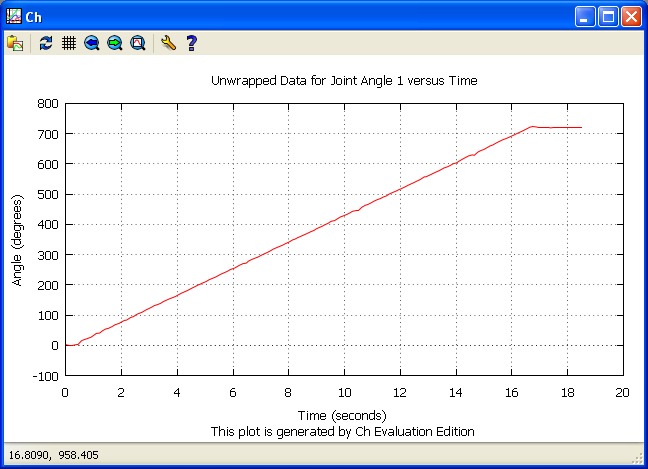 Ch
Unwrapped Data for Joint Angle 1 versus Time
800
700
600
500
400
300
200
100
0
-100
Angle (degrees)
0 2 4 6 8 10 12 14 16 18 20
Time (seconds)
This plot is generated by Ch Evaluation Edition
16.8090, 958.405